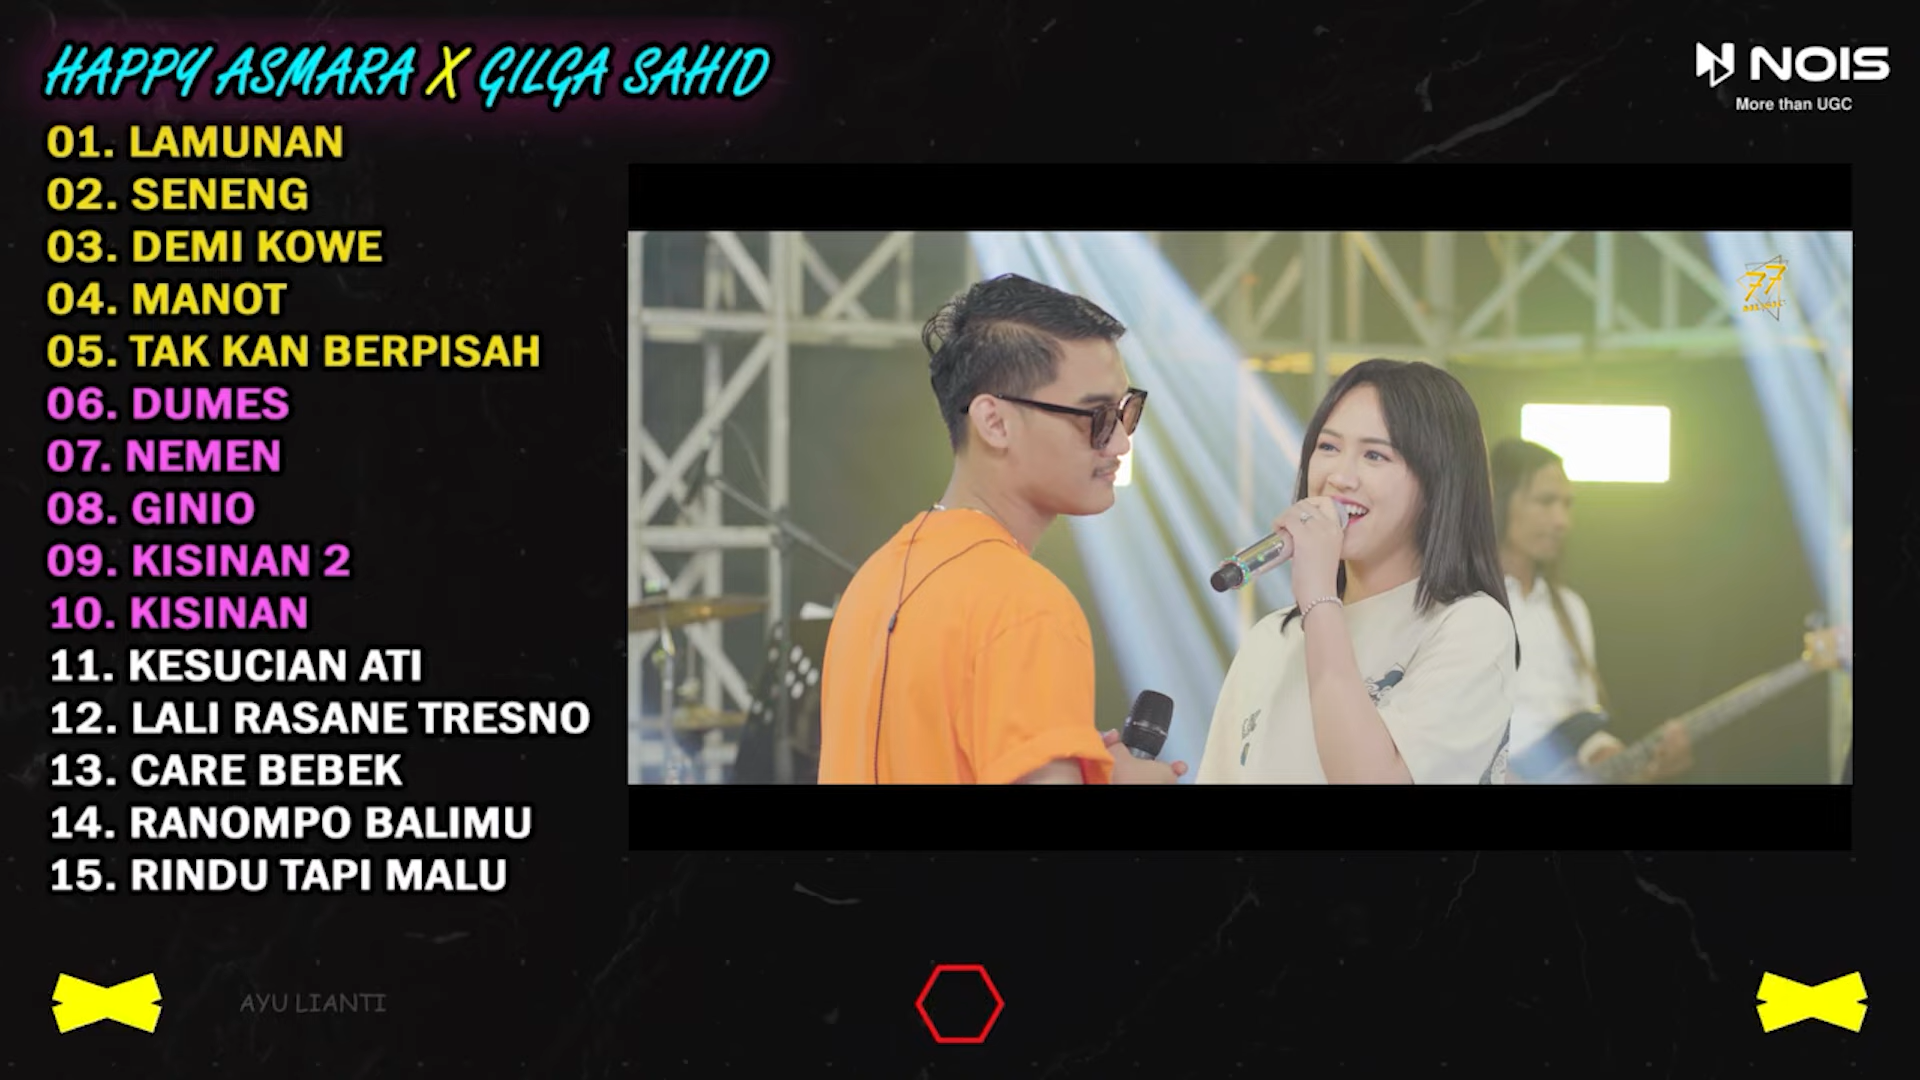 HAPPY ASMARA X GILGA SAHID
NOIS
More than UGC
01. LAMUNAN
02. SENENG
03. DEMI KOWE
04. MANOT
05. TAK KAN BERPISAH
06. DUMES
07. NEMEN
08. GINIO
09. KISINAN 2
10. KISINAN
11. KESUCIAN ATI
12. LALI RASANE TRESNO
13. CARE BEBEK
14. RANOMPO BALIMU
15. RINDU TAPI MALU
77
MUSIC
AYU LIANTI